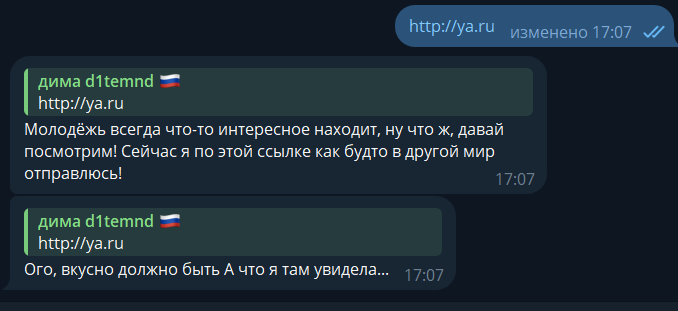 http://ya.ru изменено 17:07
дима d1temnd 🇷🇺
http://ya.ru
Молодёжь всегда что-то интересное находит, ну что ж, давай
посмотрим! Сейчас я по этой ссылке как будто в другой мир
отправлюсь!
17:07
дима d1temnd 🇷🇺
http://ya.ru
Ого, вкусно должно быть А что я там увидела... 17:07